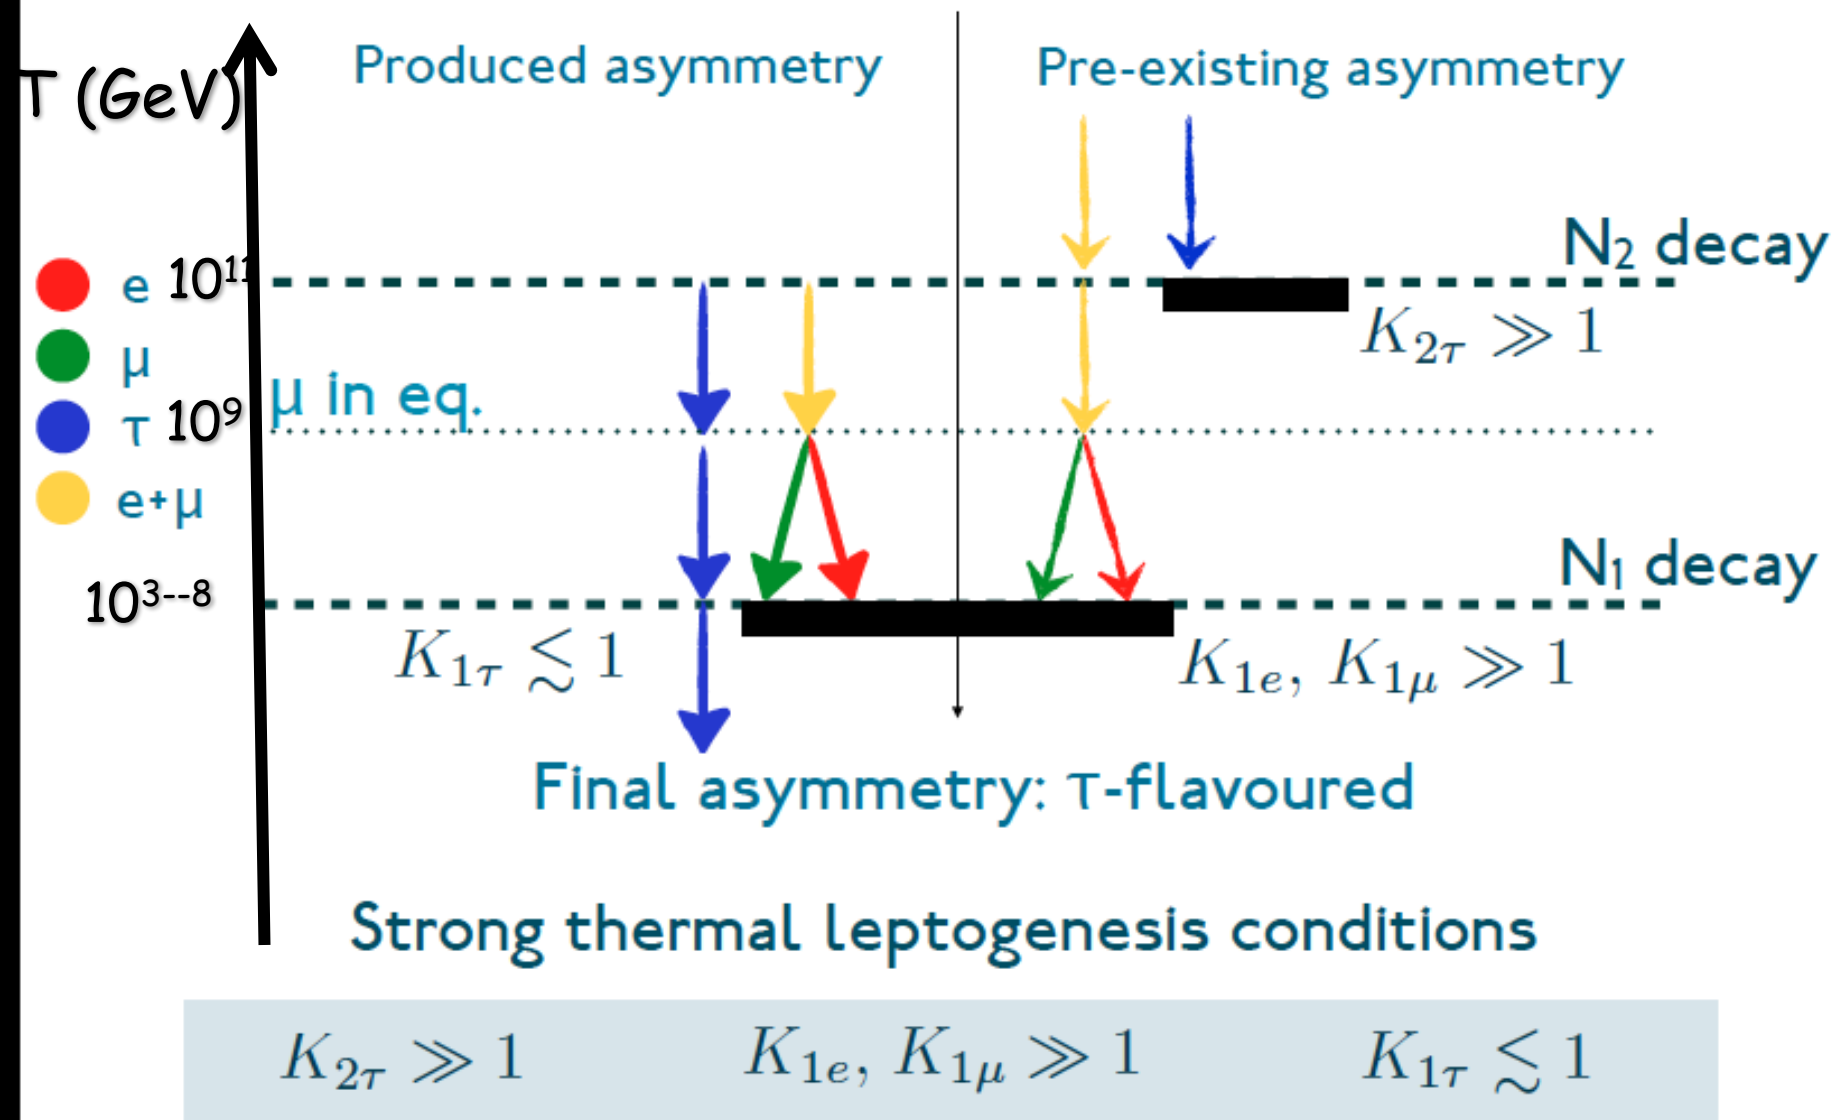 Produced asymmetry
Pre-existing asymmetry
T (GeV)
N₂ decay
e 10¹¹
K₂τ ≫ 1
μ
μ in eq.
τ 10⁹
e+μ
N₁ decay
10³⁻⁻⁸
K₁τ ≲ 1
K₁e, K₁μ ≫ 1
Final asymmetry: τ-flavoured
Strong thermal leptogenesis conditions
K₂τ ≫ 1 K₁e, K₁μ ≫ 1 K₁τ ≲ 1